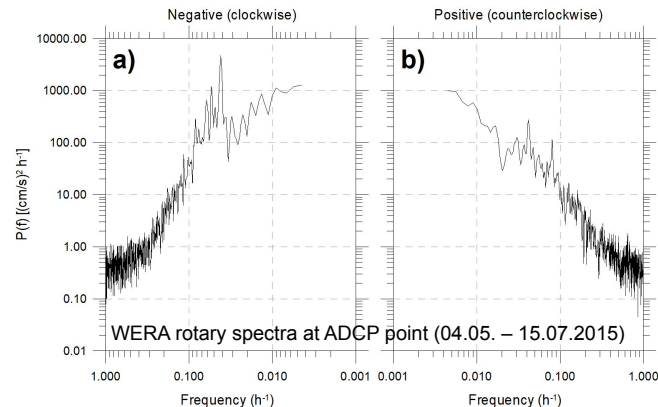 Negative (clockwise)
Positive (counterclockwise)
a)
b)
10000.00
1000.00
100.00
10.00
1.00
0.10
0.01
P(f) [(cm/s)² h⁻¹]
WERA rotary spectra at ADCP point (04.05. – 15.07.2015)
1.000
0.100
0.010
0.001
0.001
0.010
0.100
1.000
Frequency (h⁻¹)
Frequency (h⁻¹)